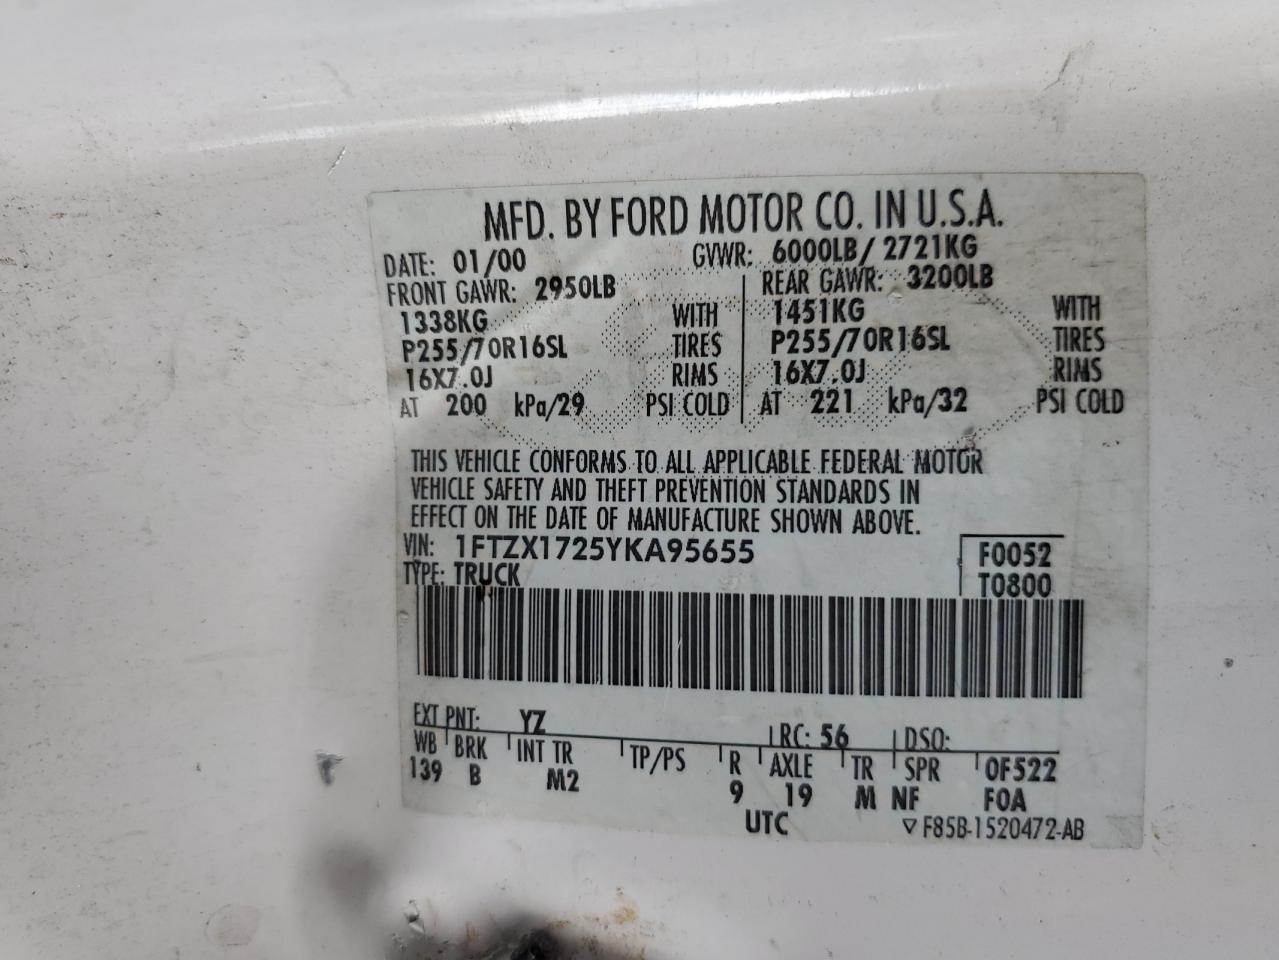 MFD. BY FORD MOTOR CO. IN U.S.A.
DATE: 01/00 GVWR: 6000LB/ 2721KG
FRONT GAWR: 2950LB REAR GAWR: 3200LB
1338KG WITH 1451KG WITH
P255/70R16SL TIRES P255/70R16SL TIRES
16X7.0J RIMS 16X7.0J RIMS
AT 200 kPa/29 PSI COLD AT 221 kPa/32 PSI COLD
THIS VEHICLE CONFORMS TO ALL APPLICABLE FEDERAL MOTOR
VEHICLE SAFETY AND THEFT PREVENTION STANDARDS IN
EFFECT ON THE DATE OF MANUFACTURE SHOWN ABOVE.
VIN: 1FTZX1725YKA95655 F0052
TYPE: TRUCK T0800
EXT PNT: YZ RC: 56 DSO:
WB BRK INT TR TP/PS R AXLE TR SPR 0F522
139 B M2 9 19 M NF F0A
UTC ▽ F85B-1520472-AB